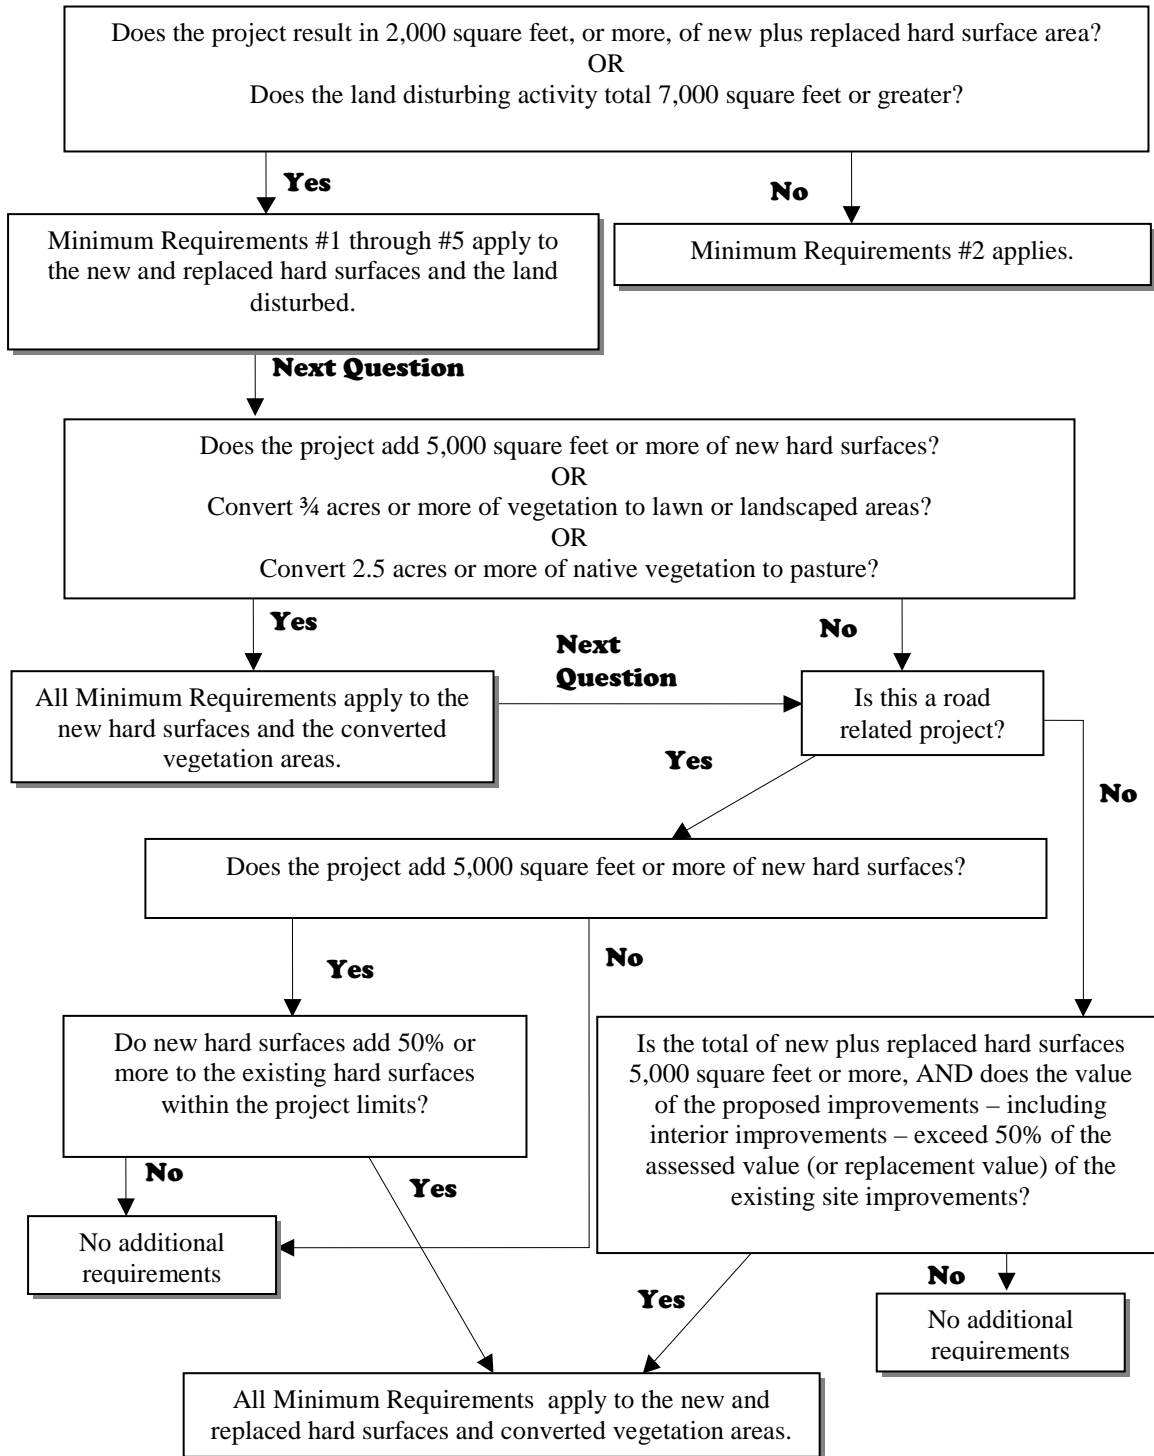 Does the project result in 2,000 square feet, or more, of new plus replaced hard surface area?
OR
Does the land disturbing activity total 7,000 square feet or greater?
Yes
No
Minimum Requirements #1 through #5 apply to
the new and replaced hard surfaces and the land
disturbed.
Minimum Requirements #2 applies.
Next Question
Does the project add 5,000 square feet or more of new hard surfaces?
OR
Convert ¾ acres or more of vegetation to lawn or landscaped areas?
OR
Convert 2.5 acres or more of native vegetation to pasture?
Yes
Next
Question
No
All Minimum Requirements apply to the
new hard surfaces and the converted
vegetation areas.
Is this a road
related project?
Yes
No
Does the project add 5,000 square feet or more of new hard surfaces?
Yes
No
Do new hard surfaces add 50% or
more to the existing hard surfaces
within the project limits?
Is the total of new plus replaced hard surfaces
5,000 square feet or more, AND does the value
of the proposed improvements – including
interior improvements – exceed 50% of the
assessed value (or replacement value) of the
existing site improvements?
No
Yes
No additional
requirements
Yes
No
No additional
requirements
All Minimum Requirements apply to the new and
replaced hard surfaces and converted vegetation areas.